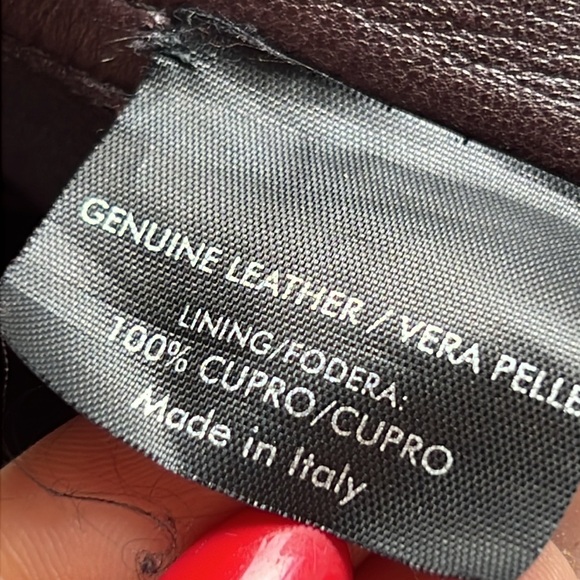 GENUINE LEATHER / VERA PELLE
LINING/FODERA:
100% CUPRO/CUPRO
Made in Italy